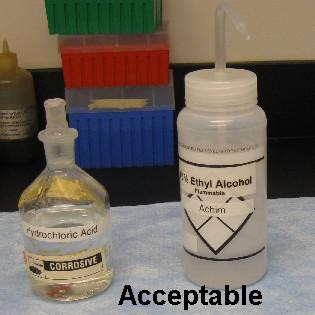 Hydrochloric Acid
CORROSIVE
% Ethyl Alcohol
Flammable
Achim
Acceptable